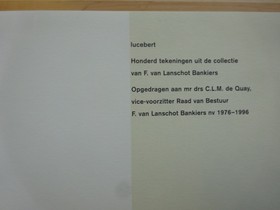 lucebert
Honderd tekeningen uit de collectie
van F. van Lanschot Bankiers
Opgedragen aan mr drs C.L.M. de Quay,
vice-voorzitter Raad van Bestuur
F. van Lanschot Bankiers nv 1976–1996